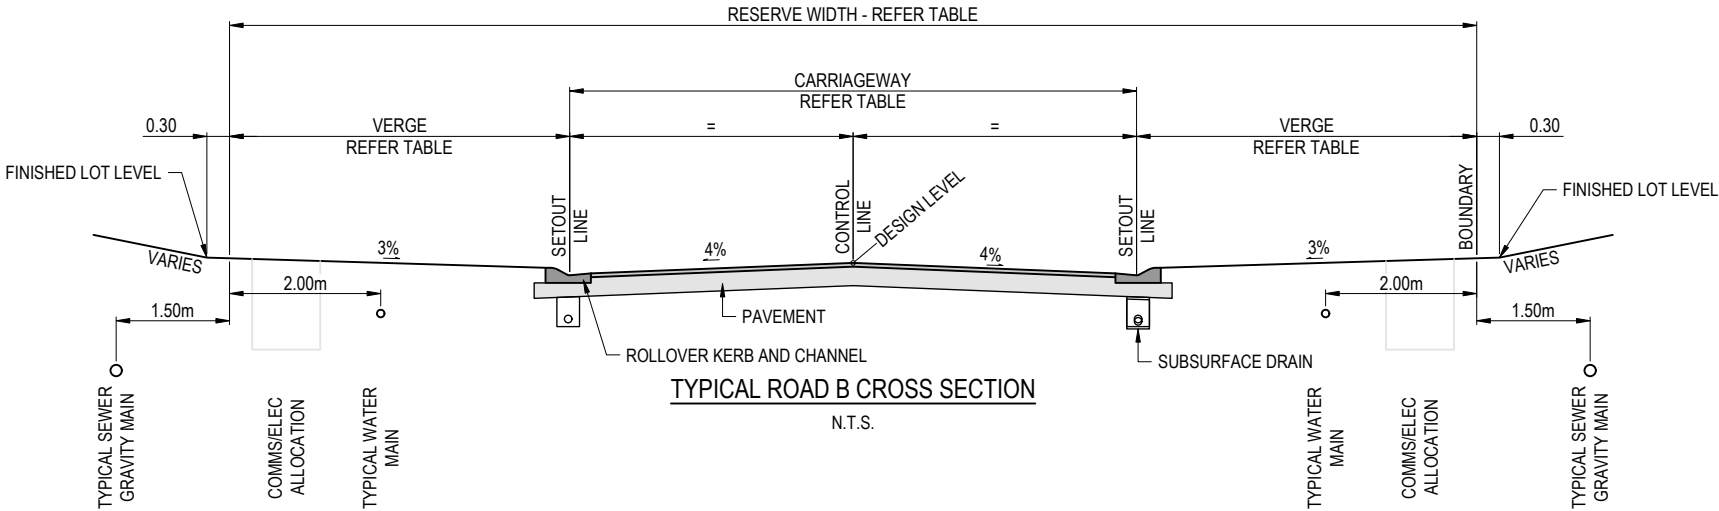 RESERVE WIDTH - REFER TABLE
CARRIAGEWAY
REFER TABLE
0.30
VERGE
REFER TABLE
=
=
VERGE
REFER TABLE
0.30
FINISHED LOT LEVEL
SETOUT
LINE
CONTROL
LINE
DESIGN LEVEL
SETOUT
LINE
BOUNDARY
FINISHED LOT LEVEL
VARIES
3%
4%
4%
3%
VARIES
2.00m
2.00m
1.50m
PAVEMENT
1.50m
ROLLOVER KERB AND CHANNEL
SUBSURFACE DRAIN
TYPICAL ROAD B CROSS SECTION
N.T.S.
TYPICAL SEWER
GRAVITY MAIN
COMMS/ELEC
ALLOCATION
TYPICAL WATER
MAIN
TYPICAL WATER
MAIN
COMMS/ELEC
ALLOCATION
TYPICAL SEWER
GRAVITY MAIN